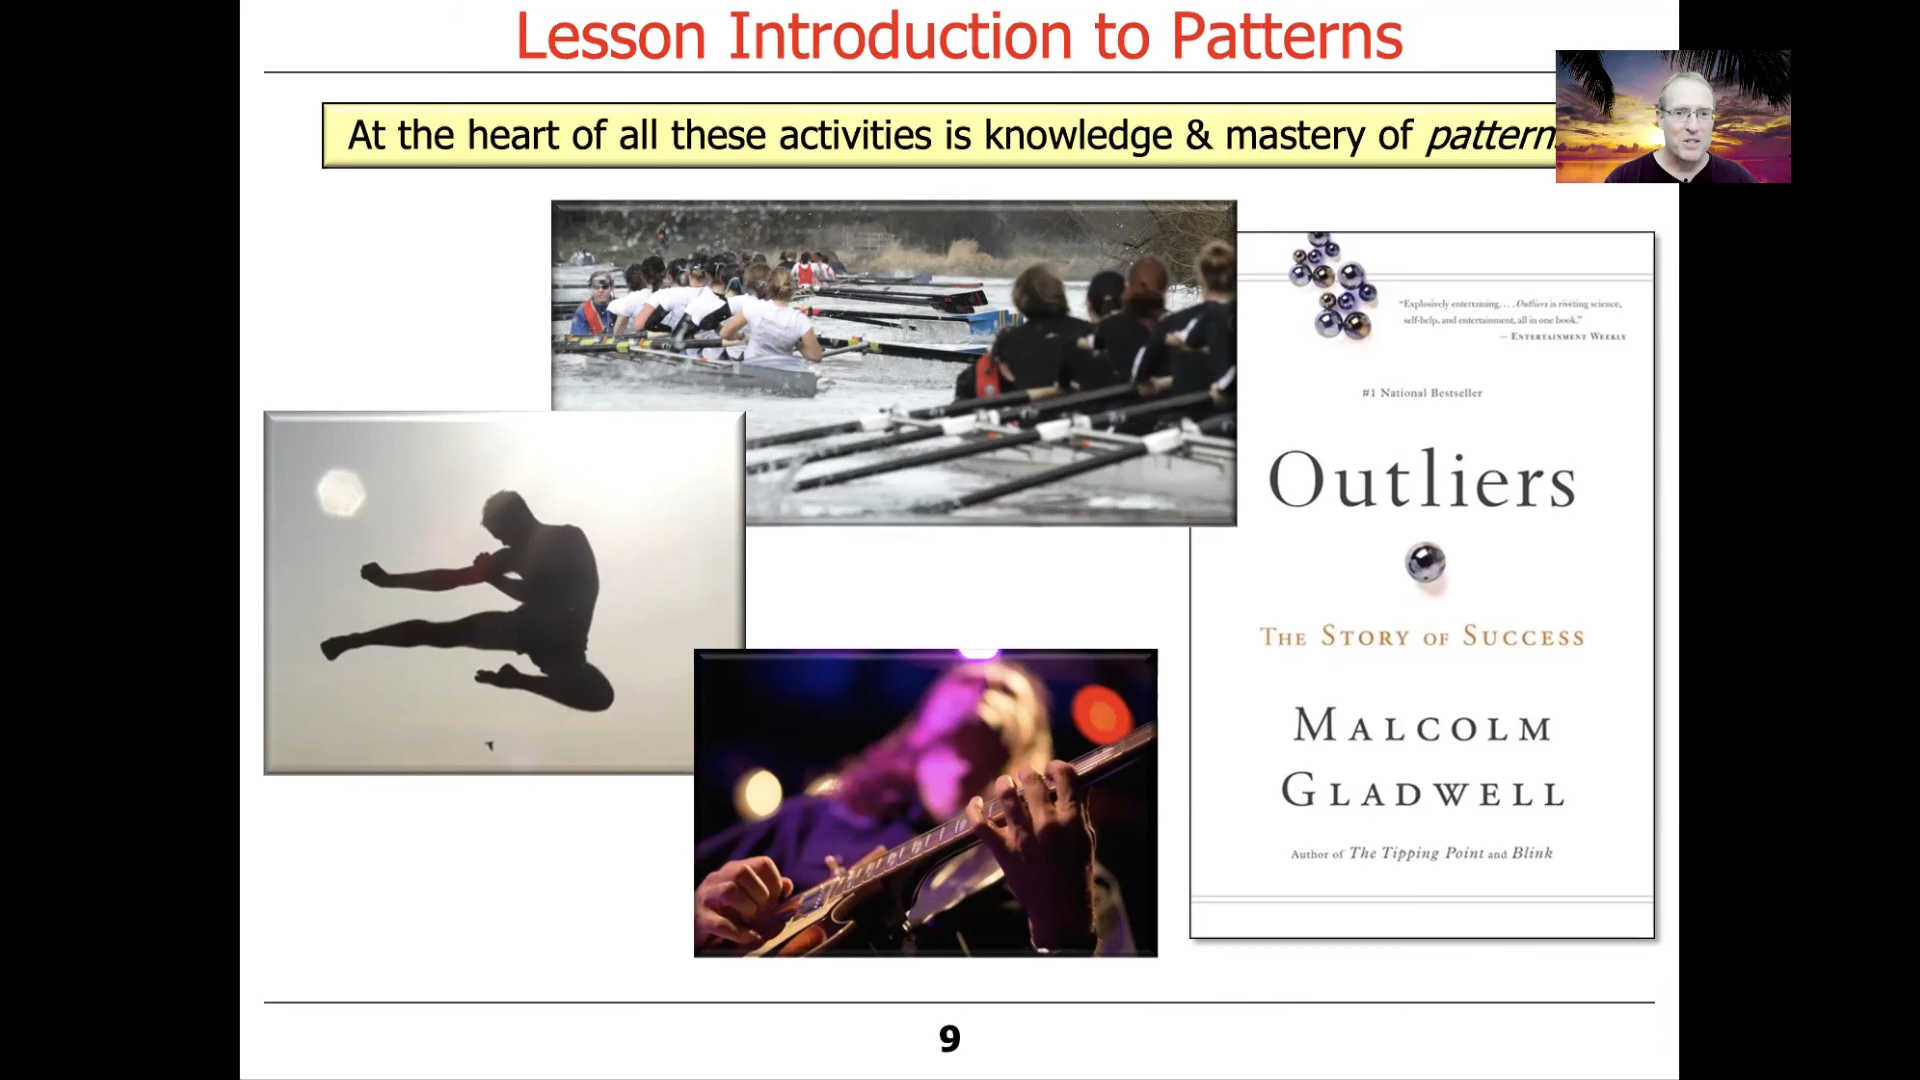 Lesson Introduction to Patterns
At the heart of all these activities is knowledge & mastery of pattern
“Explosively entertaining. . . . Outliers is riveting science,
self-help, and entertainment, all in one book.”
— Entertainment Weekly
#1 National Bestseller
Outliers
The Story of Success
Malcolm
Gladwell
Author of The Tipping Point and Blink
9